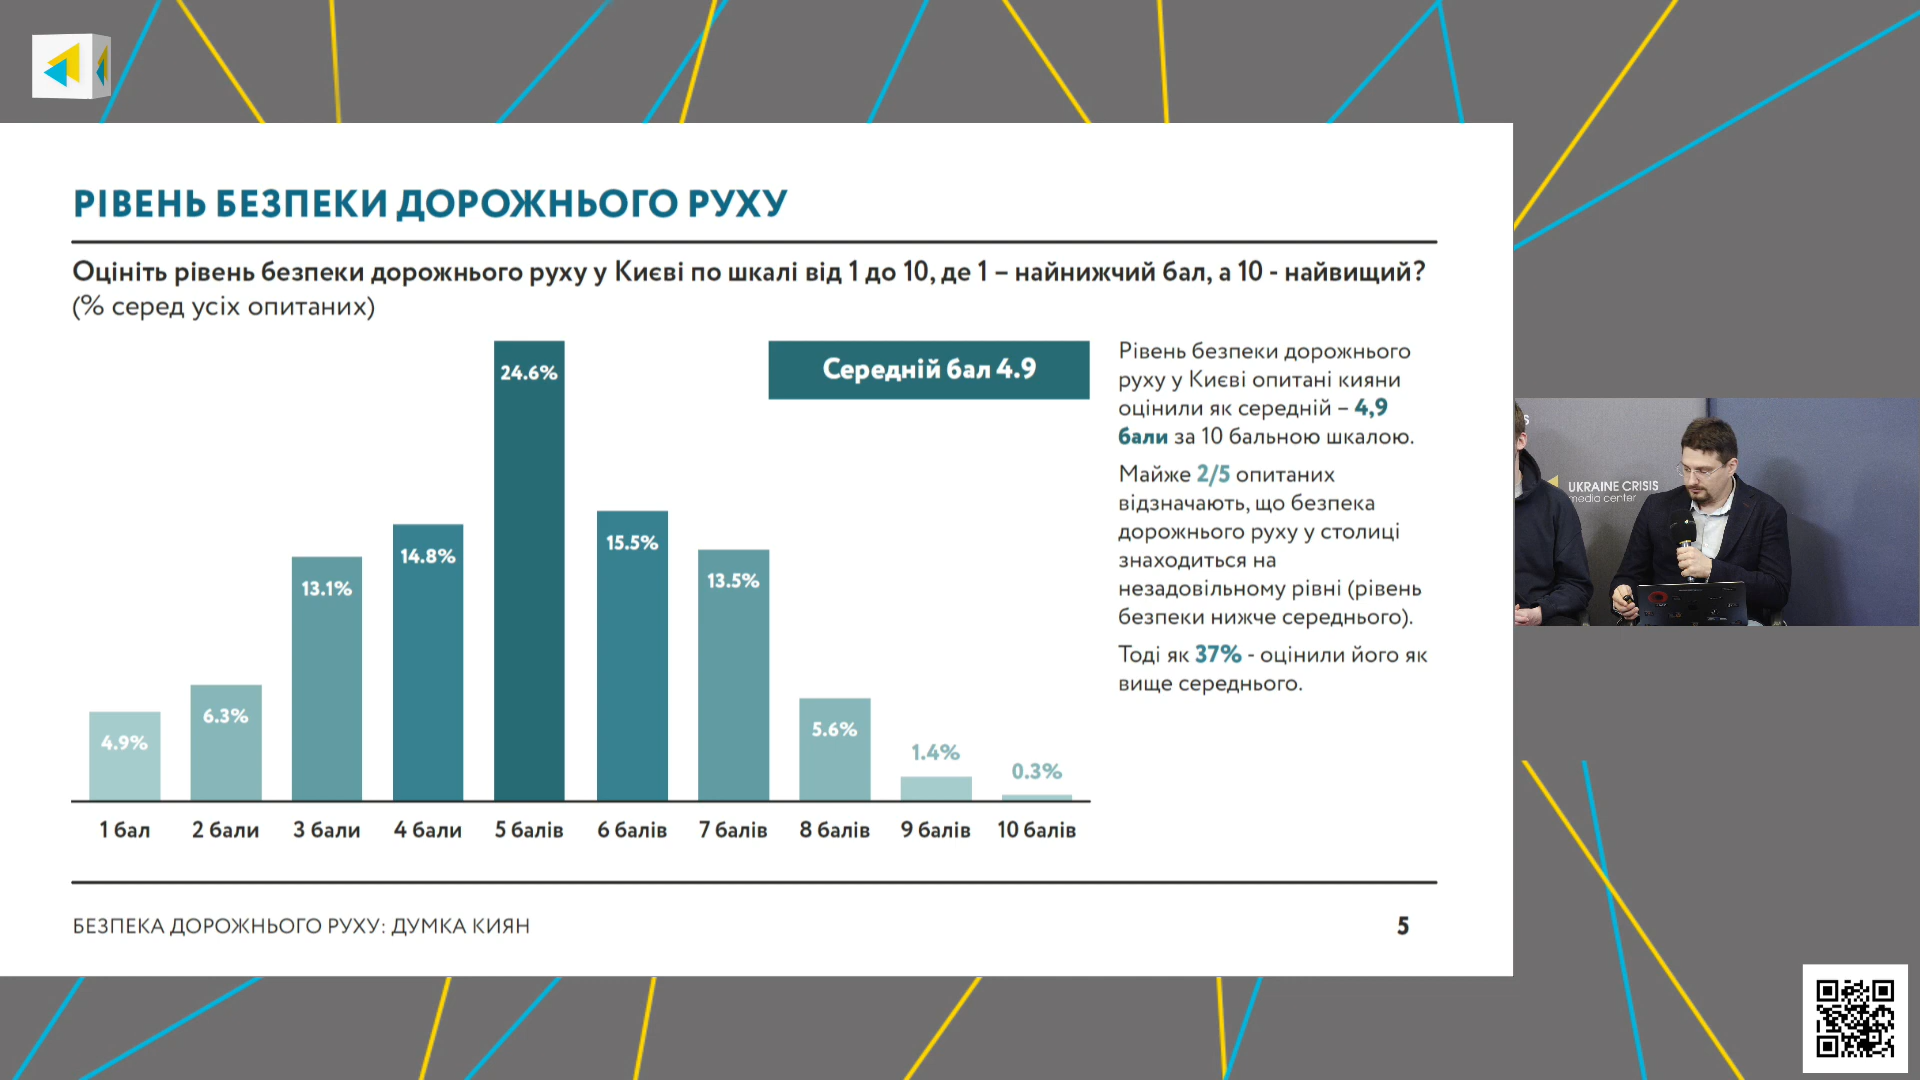 РІВЕНЬ БЕЗПЕКИ ДОРОЖНЬОГО РУХУ
Оцініть рівень безпеки дорожнього руху у Києві по шкалі від 1 до 10, де 1 – найнижчий бал, а 10 - найвищий?
(% серед усіх опитаних)
Середній бал 4.9
4.9%
6.3%
13.1%
14.8%
24.6%
15.5%
13.5%
5.6%
1.4%
0.3%
1 бал
2 бали
3 бали
4 бали
5 балів
6 балів
7 балів
8 балів
9 балів
10 балів
Рівень безпеки дорожнього
руху у Києві опитані кияни
оцінили як середній – 4,9
бали за 10 бальною шкалою.
Майже 2/5 опитаних
відзначають, що безпека
дорожнього руху у столиці
знаходиться на
незадовільному рівні (рівень
безпеки нижче середнього).
Тоді як 37% - оцінили його як
вище середнього.
БЕЗПЕКА ДОРОЖНЬОГО РУХУ: ДУМКА КИЯН
5
UKRAINE CRISIS
media center